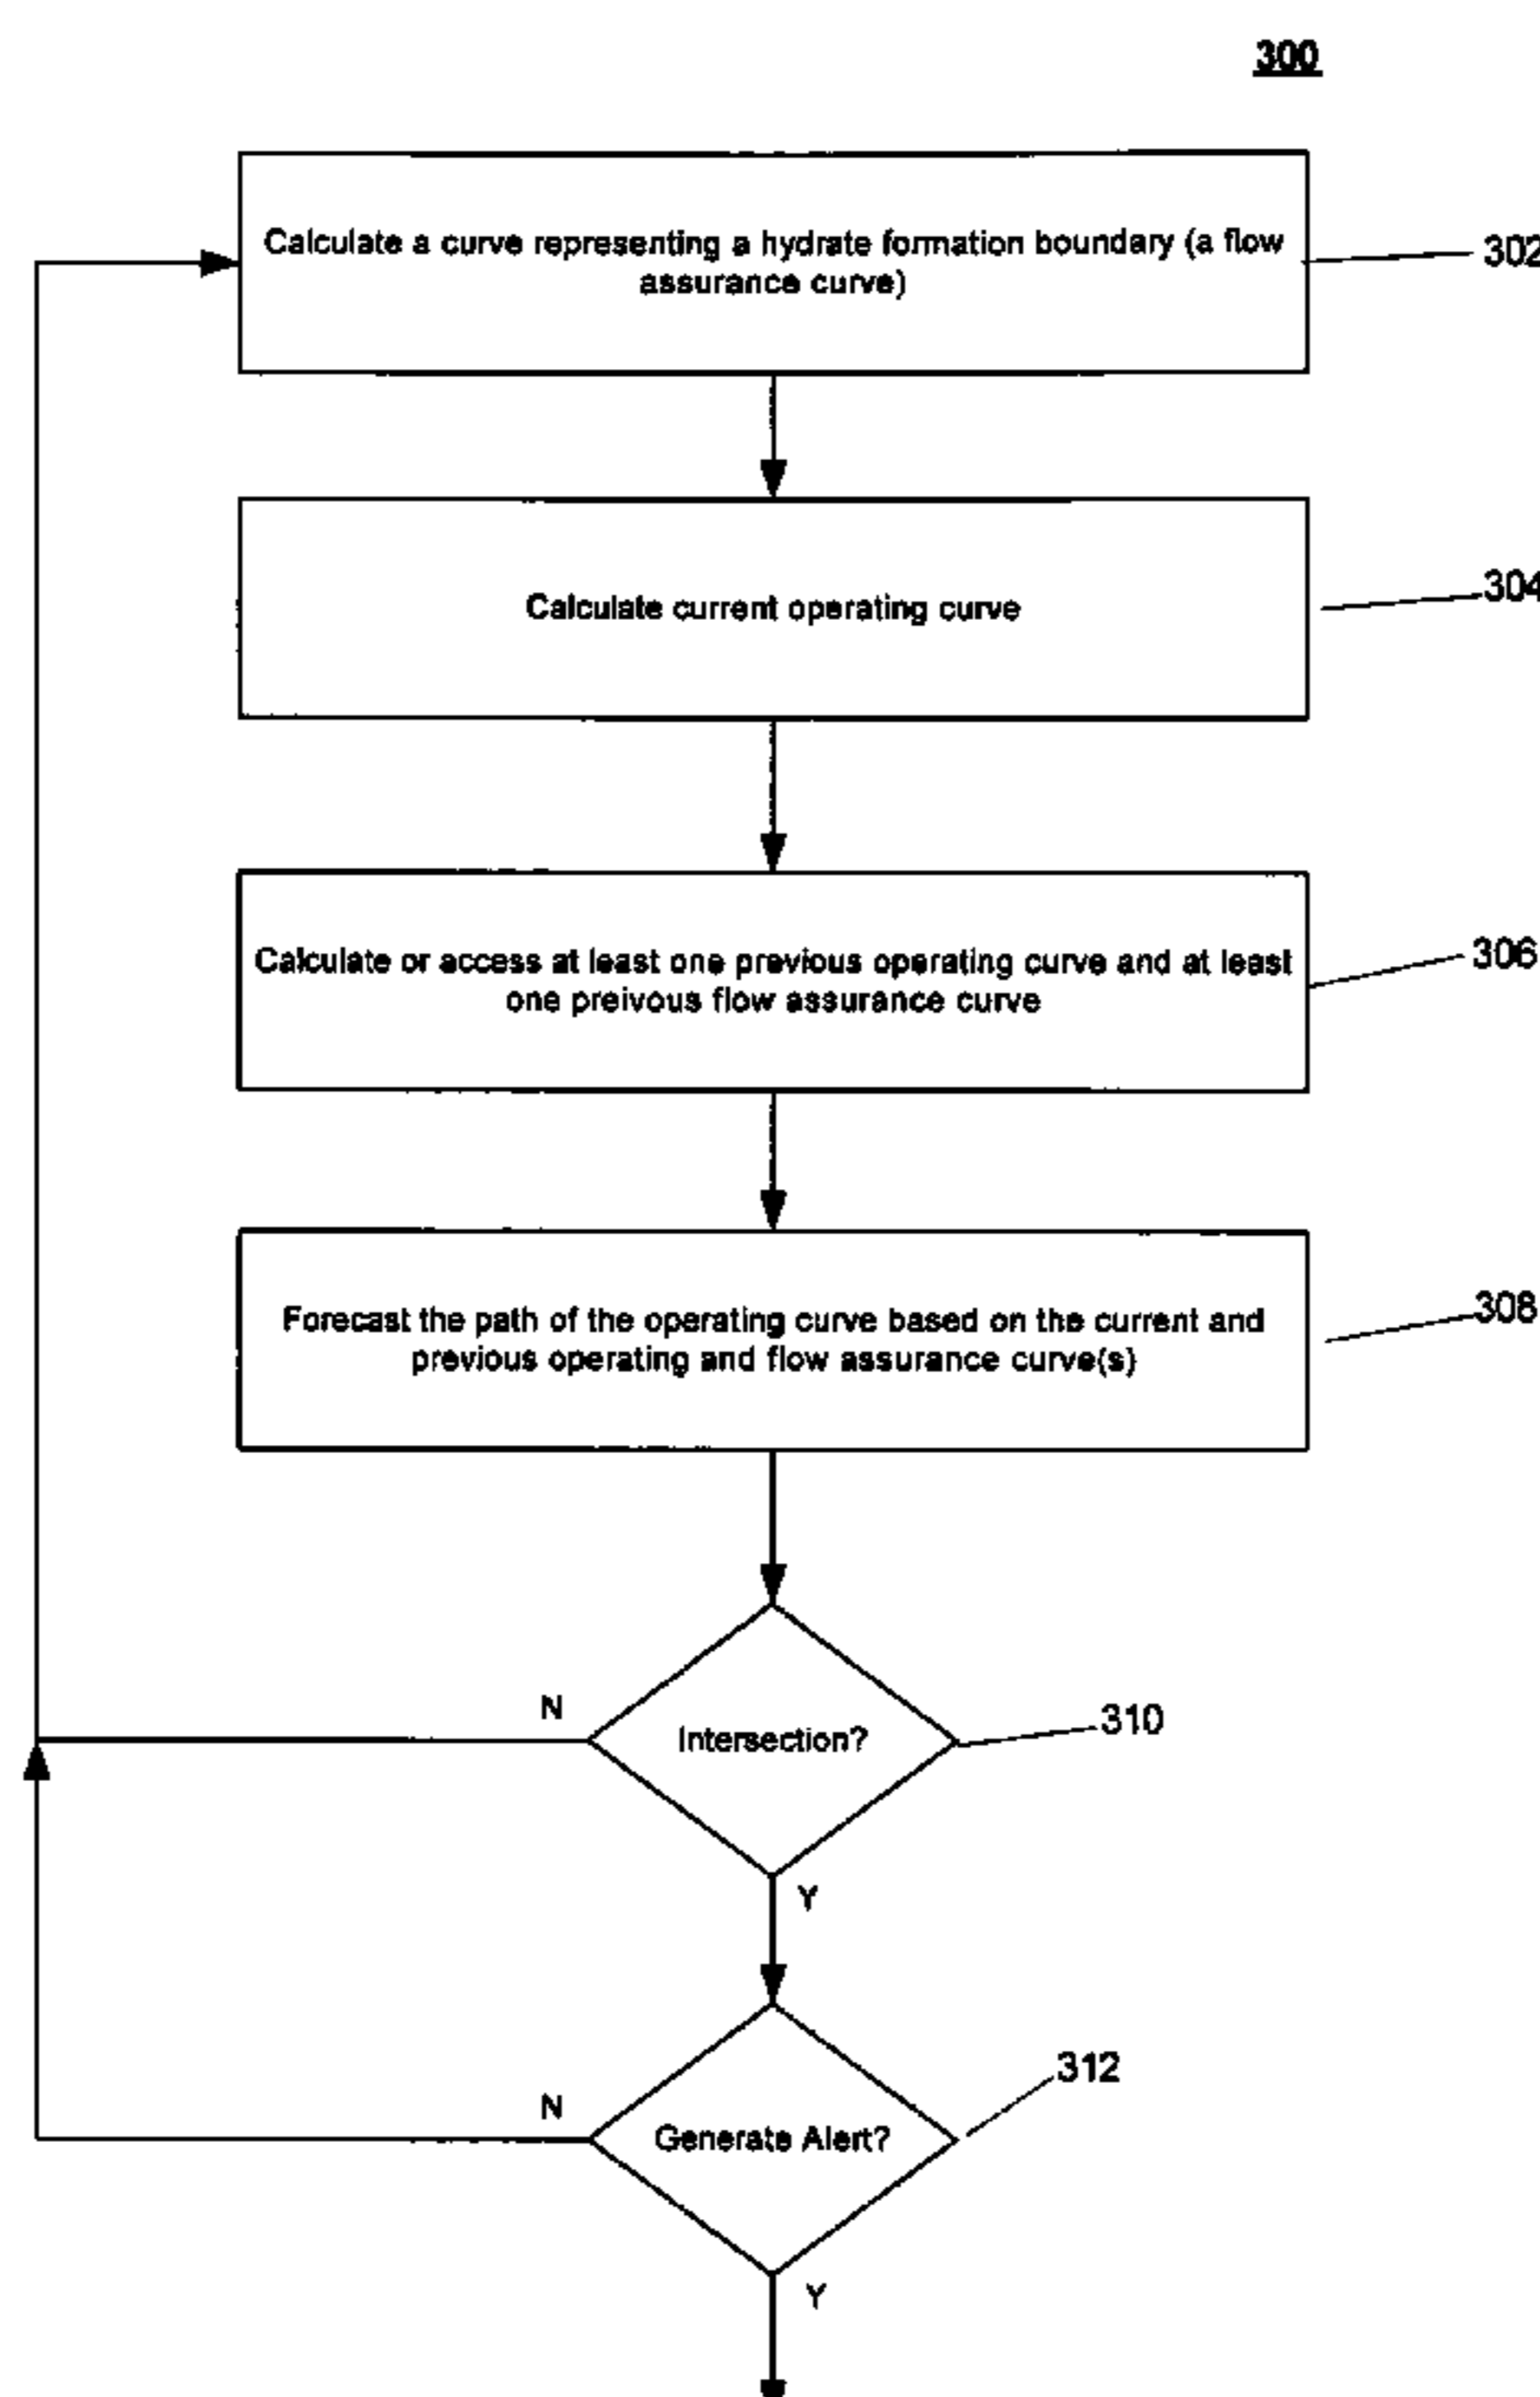 300
Calculate a curve representing a hydrate formation boundary (a flow
assurance curve)
302
Calculate current operating curve
304
Calculate or access at least one previous operating curve and at least
one preivous flow assurance curve
306
Forecast the path of the operating curve based on the current and
previous operating and flow assurance curve(s)
308
Intersection?
310
N
Y
Generate Alert?
312
N
Y